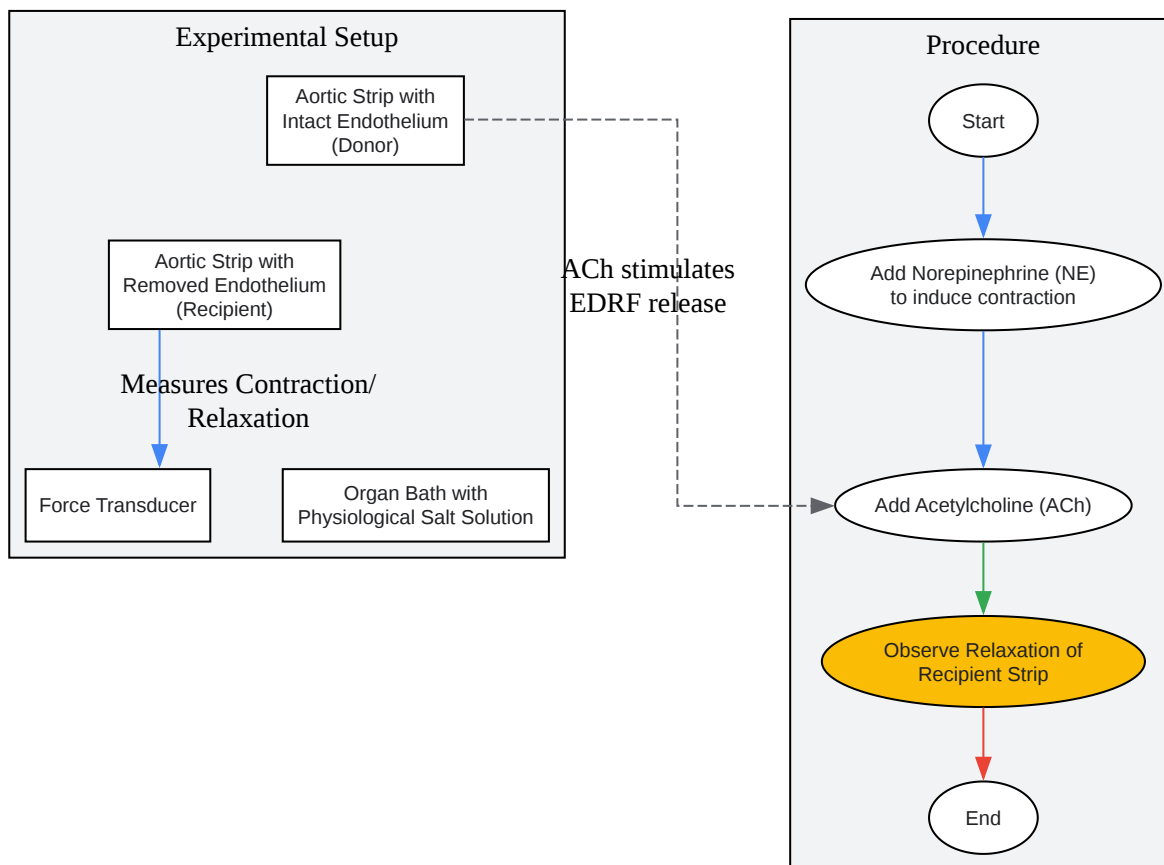 Experimental Setup
Aortic Strip with
Intact Endothelium
(Donor)
Aortic Strip with
Removed Endothelium
(Recipient)
Measures Contraction/
Relaxation
Force Transducer
Organ Bath with
Physiological Salt Solution
ACh stimulates
EDRF release
Procedure
Start
Add Norepinephrine (NE)
to induce contraction
Add Acetylcholine (ACh)
Observe Relaxation of
Recipient Strip
End